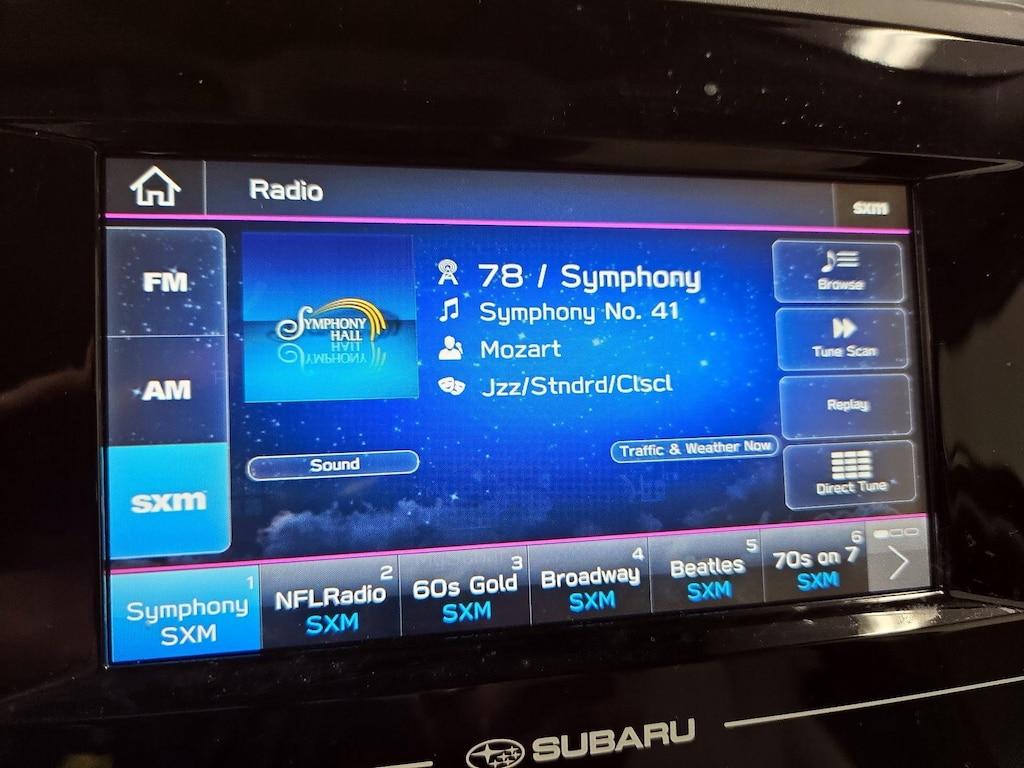 Radio
sxm
FM
AM
sxm
SYMPHONY
HALL
78 / Symphony
Symphony No. 41
Mozart
Jzz/Stndrd/Clscl
Sound
Traffic & Weather Now
Browse
Tune Scan
Replay
Direct Tune
1
Symphony
SXM
2
NFLRadio
SXM
3
60s Gold
SXM
4
Broadway
SXM
5
Beatles
SXM
6
70s on 7
SXM
SUBARU